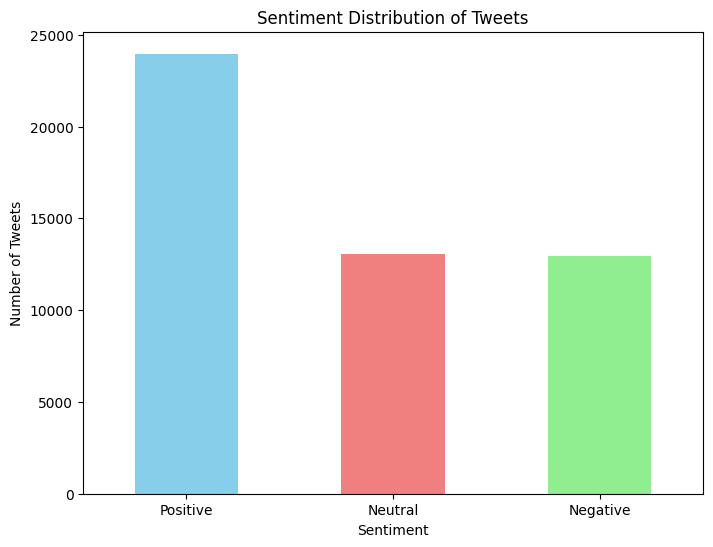 Sentiment Distribution of Tweets
25000
20000
15000
10000
5000
0
Number of Tweets
Positive
Neutral
Negative
Sentiment